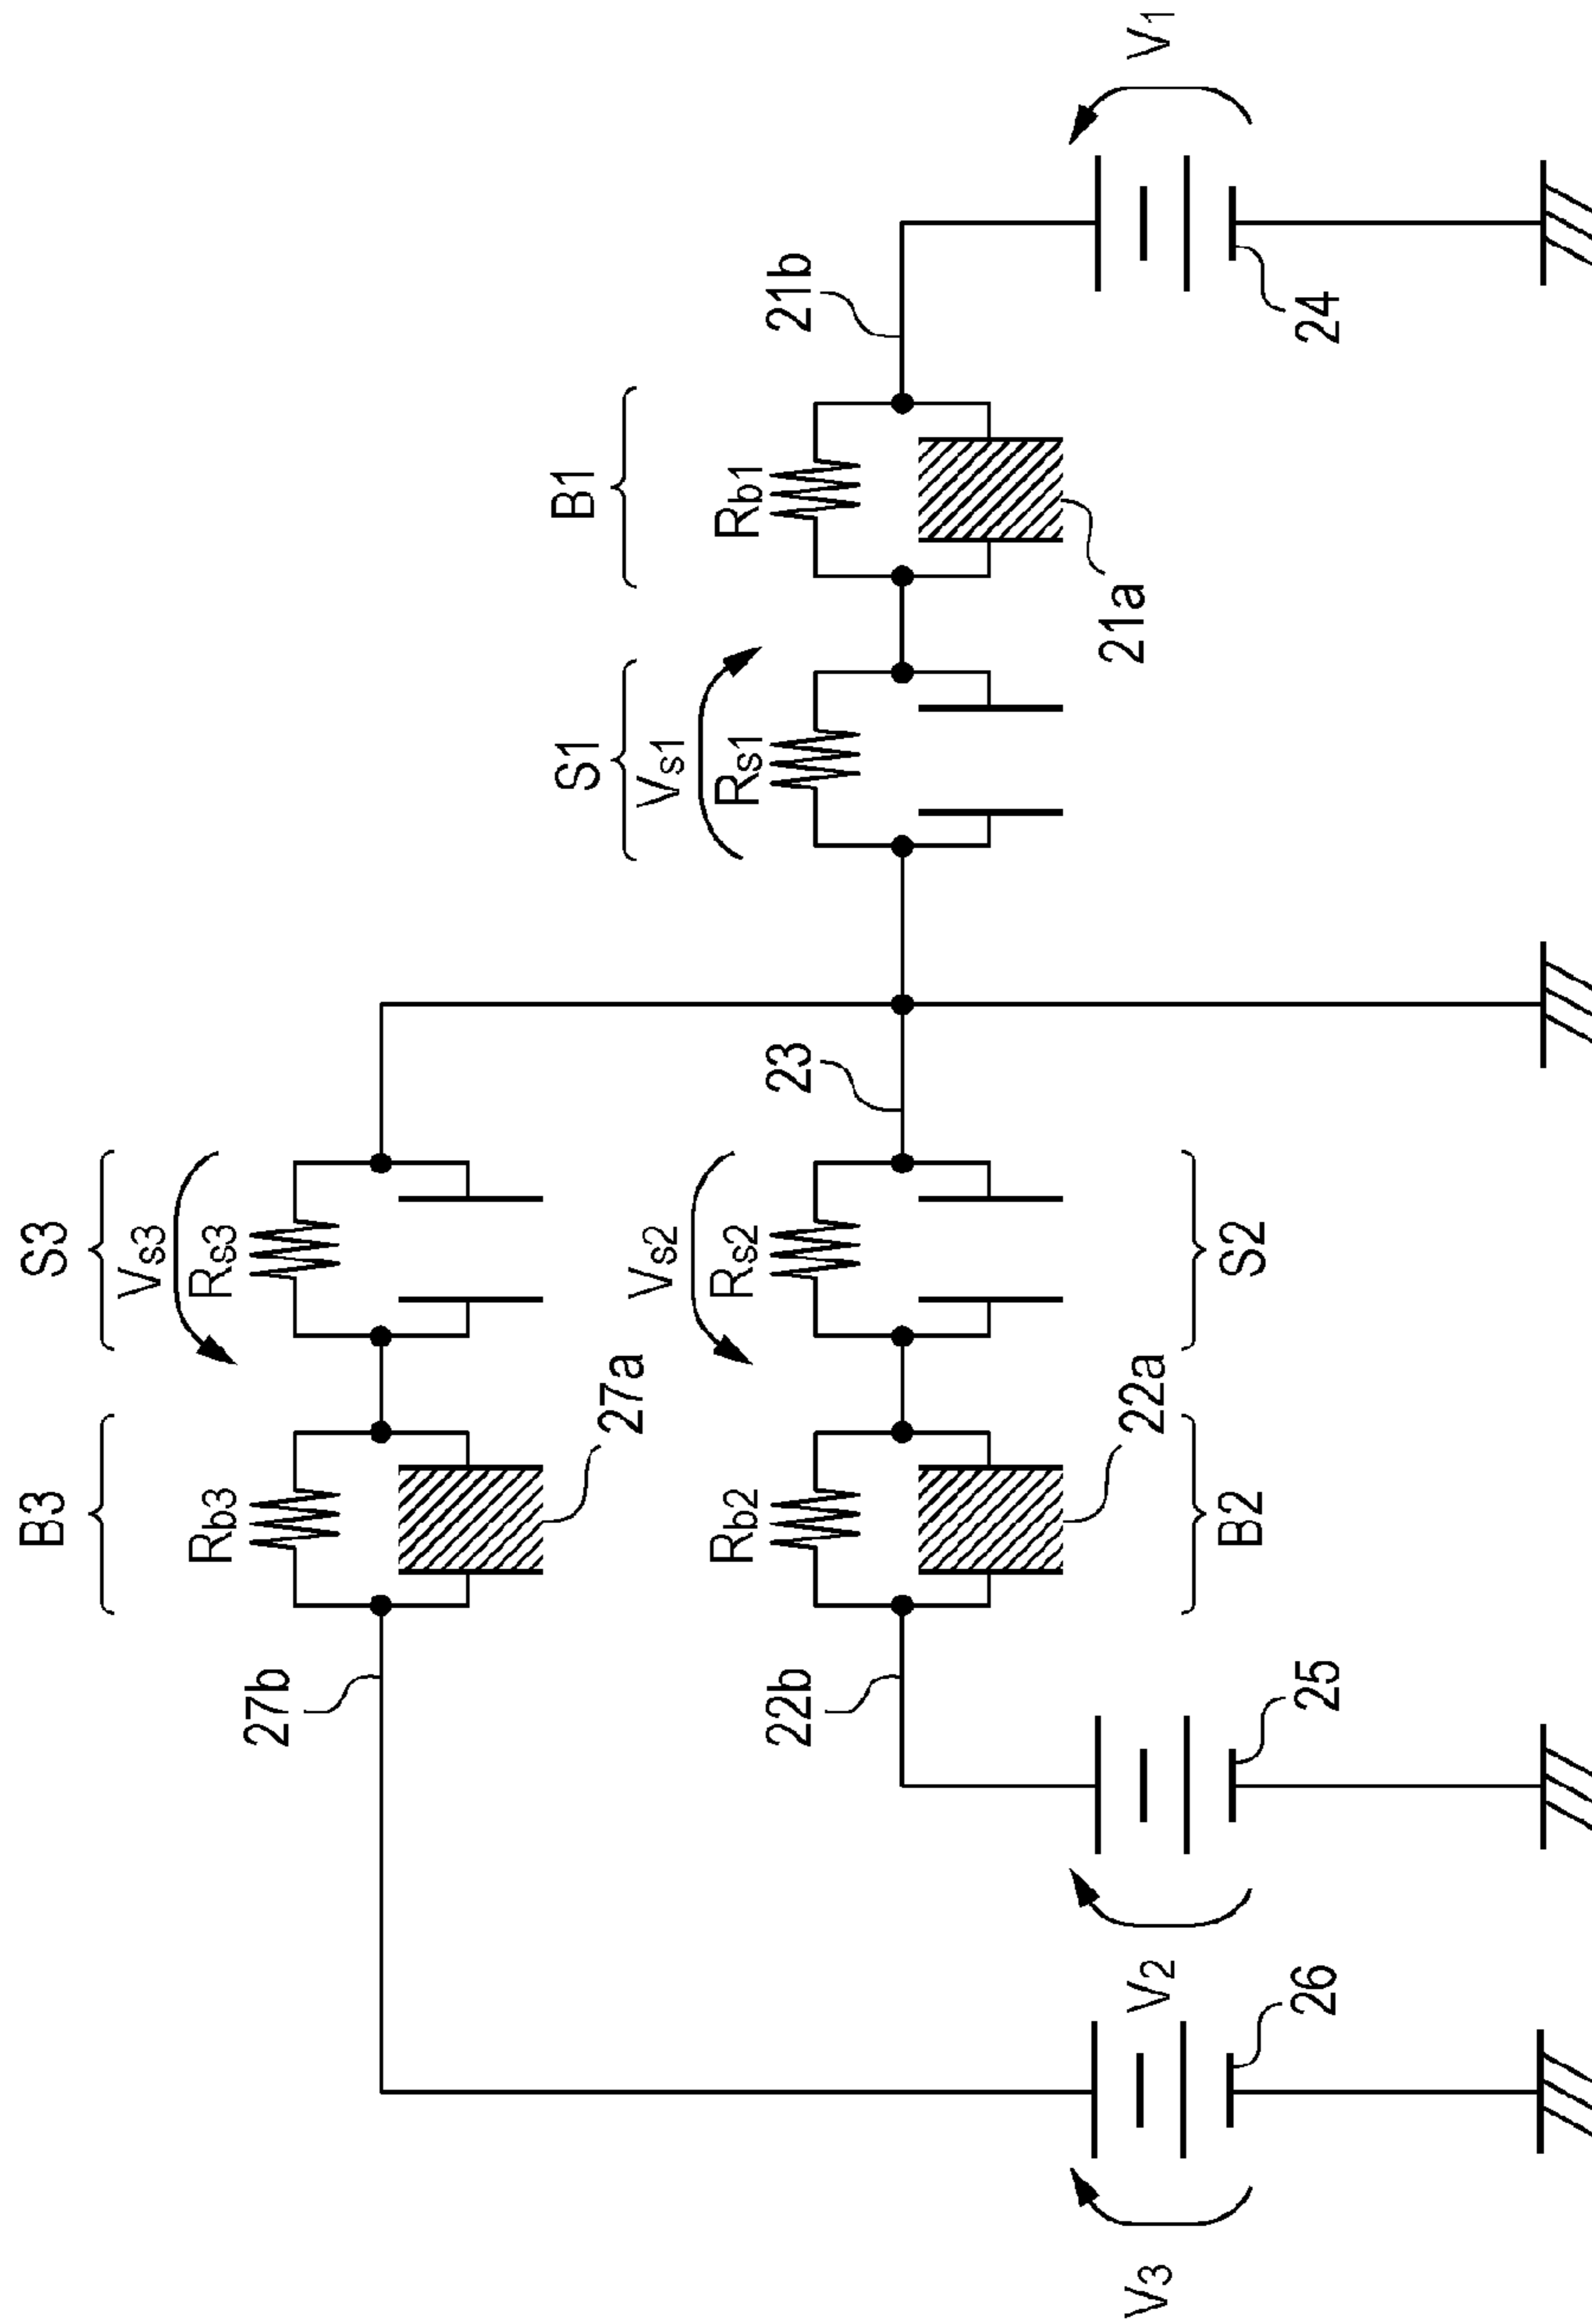 B3
S3
Vs3
Rb3
Rs3
27b
27a
B1
S1
Vs1
Rb1
Rs1
Vs2
Rb2
Rs2
22b
23
21b
22a
21a
B2
S2
V3
V2
V1
26
25
24